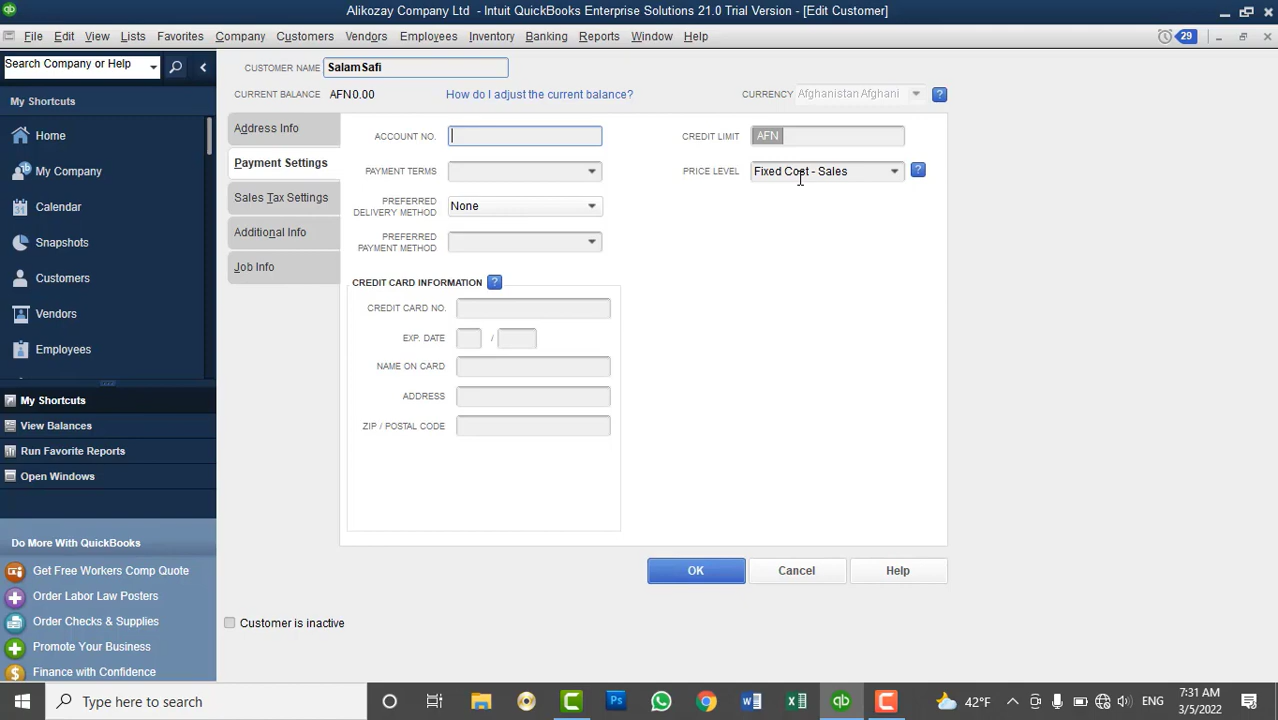 Alikozay Company Ltd - Intuit QuickBooks Enterprise Solutions 21.0 Trial Version - [Edit Customer]
File Edit View Lists Favorites Company Customers Vendors Employees Inventory Banking Reports Window Help 29
Search Company or Help
CUSTOMER NAME Salam Safi
CURRENT BALANCE AFN 0.00 How do I adjust the current balance? CURRENCY Afghanistan Afghani ?
My Shortcuts
Home
My Company
Calendar
Snapshots
Customers
Vendors
Employees
My Shortcuts
View Balances
Run Favorite Reports
Open Windows
Do More With QuickBooks
Get Free Workers Comp Quote
Order Labor Law Posters
Order Checks & Supplies
Promote Your Business
Finance with Confidence
Address Info
Payment Settings
Sales Tax Settings
Additional Info
Job Info
ACCOUNT NO.
PAYMENT TERMS
PREFERRED
DELIVERY METHOD
None
PREFERRED
PAYMENT METHOD
CREDIT LIMIT AFN
PRICE LEVEL Fixed Cost - Sales ?
CREDIT CARD INFORMATION ?
CREDIT CARD NO.
EXP. DATE /
NAME ON CARD
ADDRESS
ZIP / POSTAL CODE
OK Cancel Help
Customer is inactive
Type here to search
Ps
42°F
ENG
7:31 AM
3/5/2022